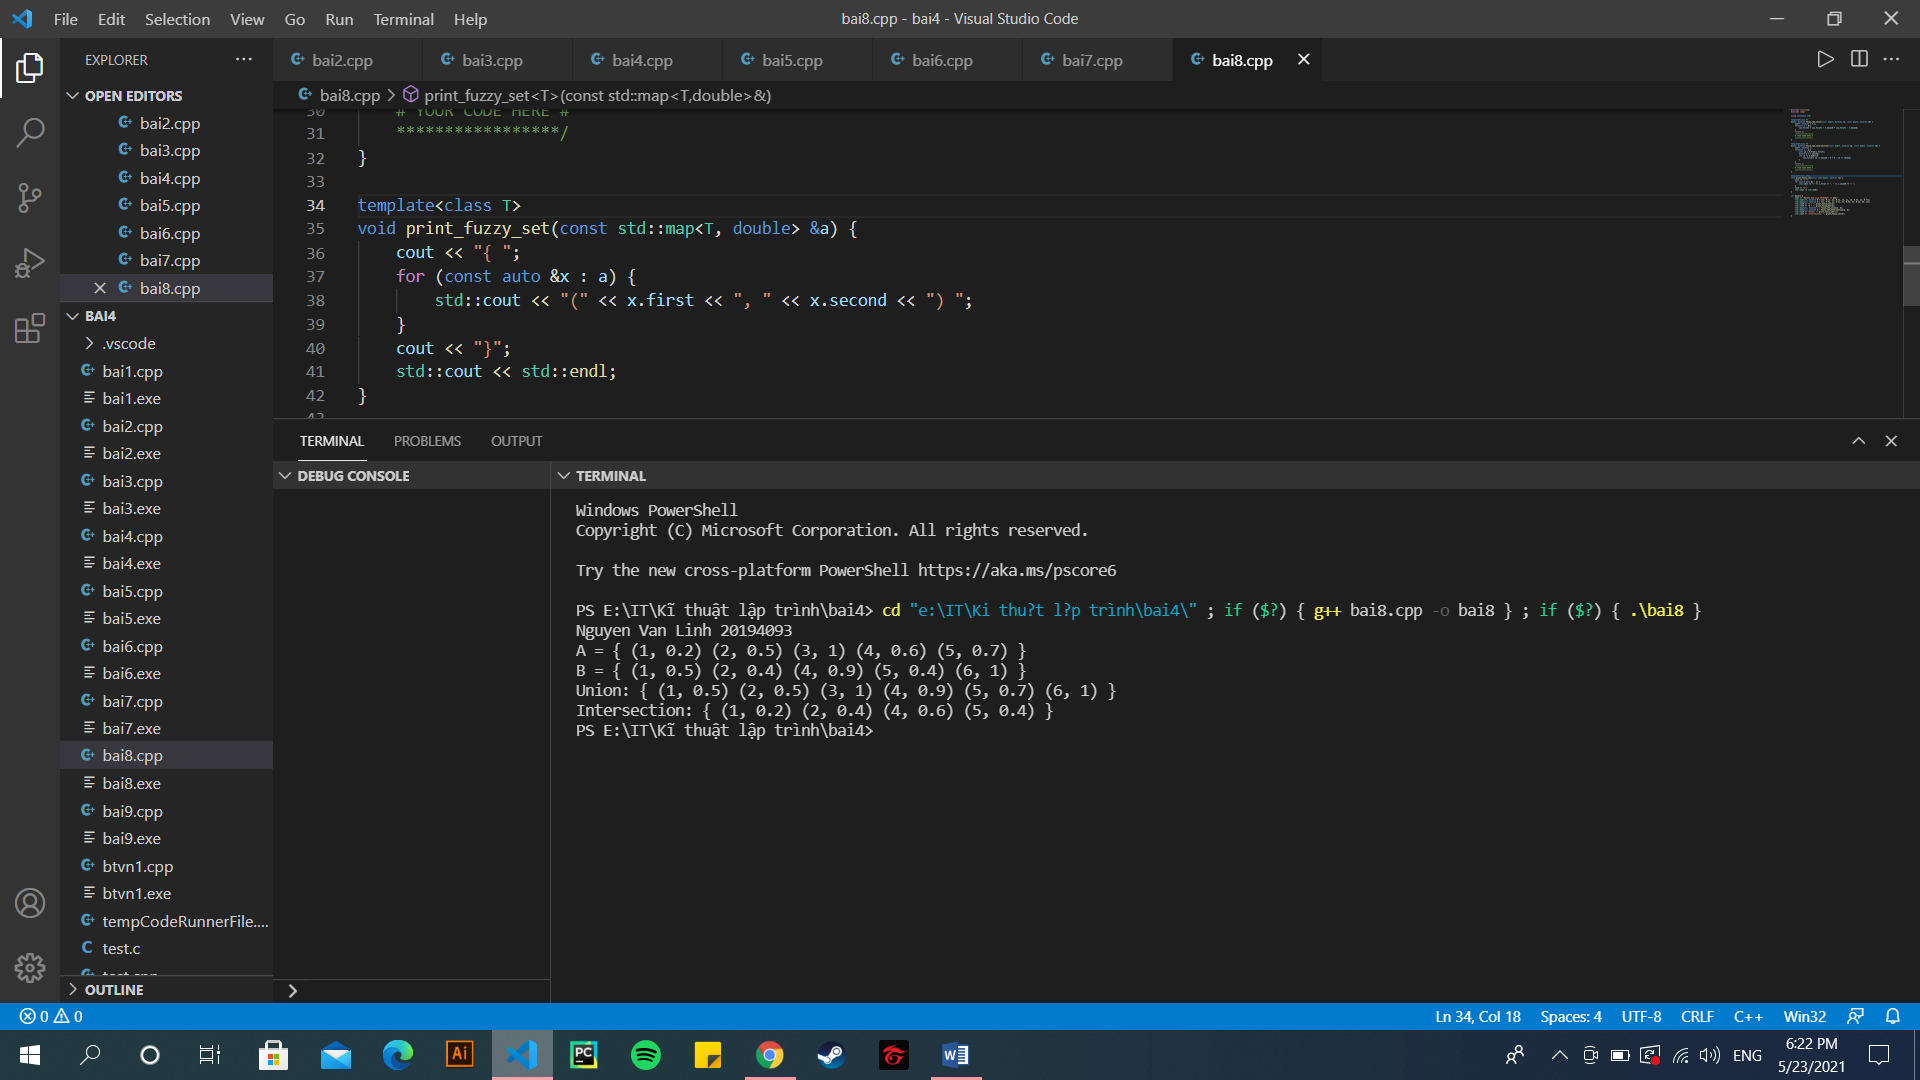 File Edit Selection View Go Run Terminal Help
bai8.cpp - bai4 - Visual Studio Code
EXPLORER
OPEN EDITORS
bai2.cpp
bai3.cpp
bai4.cpp
bai5.cpp
bai6.cpp
bai7.cpp
bai8.cpp
BAI4
.vscode
bai1.cpp
bai1.exe
bai2.cpp
bai2.exe
bai3.cpp
bai3.exe
bai4.cpp
bai4.exe
bai5.cpp
bai5.exe
bai6.cpp
bai6.exe
bai7.cpp
bai7.exe
bai8.cpp
bai8.exe
bai9.cpp
bai9.exe
btvn1.cpp
btvn1.exe
tempCodeRunnerFile....
test.c
test.cpp
OUTLINE
bai2.cpp bai3.cpp bai4.cpp bai5.cpp bai6.cpp bai7.cpp bai8.cpp
bai8.cpp > print_fuzzy_set<T>(const std::map<T,double>&)
30 # YOUR CODE HERE #
31 *****************/
32 }
33
34 template<class T>
35 void print_fuzzy_set(const std::map<T, double> &a) {
36 cout << "{ ";
37 for (const auto &x : a) {
38 std::cout << "(" << x.first << ", " << x.second << ") ";
39 }
40 cout << "}";
41 std::cout << std::endl;
42 }
43
TERMINAL PROBLEMS OUTPUT
DEBUG CONSOLE
TERMINAL
Windows PowerShell
Copyright (C) Microsoft Corporation. All rights reserved.
Try the new cross-platform PowerShell https://aka.ms/pscore6
PS E:\IT\Kĩ thuật lập trình\bai4> cd "e:\IT\Ki thu?t l?p trình\bai4\" ; if ($?) { g++ bai8.cpp -o bai8 } ; if ($?) { .\bai8 }
Nguyen Van Linh 20194093
A = { (1, 0.2) (2, 0.5) (3, 1) (4, 0.6) (5, 0.7) }
B = { (1, 0.5) (2, 0.4) (4, 0.9) (5, 0.4) (6, 1) }
Union: { (1, 0.5) (2, 0.5) (3, 1) (4, 0.9) (5, 0.7) (6, 1) }
Intersection: { (1, 0.2) (2, 0.4) (4, 0.6) (5, 0.4) }
PS E:\IT\Kĩ thuật lập trình\bai4>
0 0
Ln 34, Col 18 Spaces: 4 UTF-8 CRLF C++ Win32
Ai PC W
ENG
6:22 PM
5/23/2021